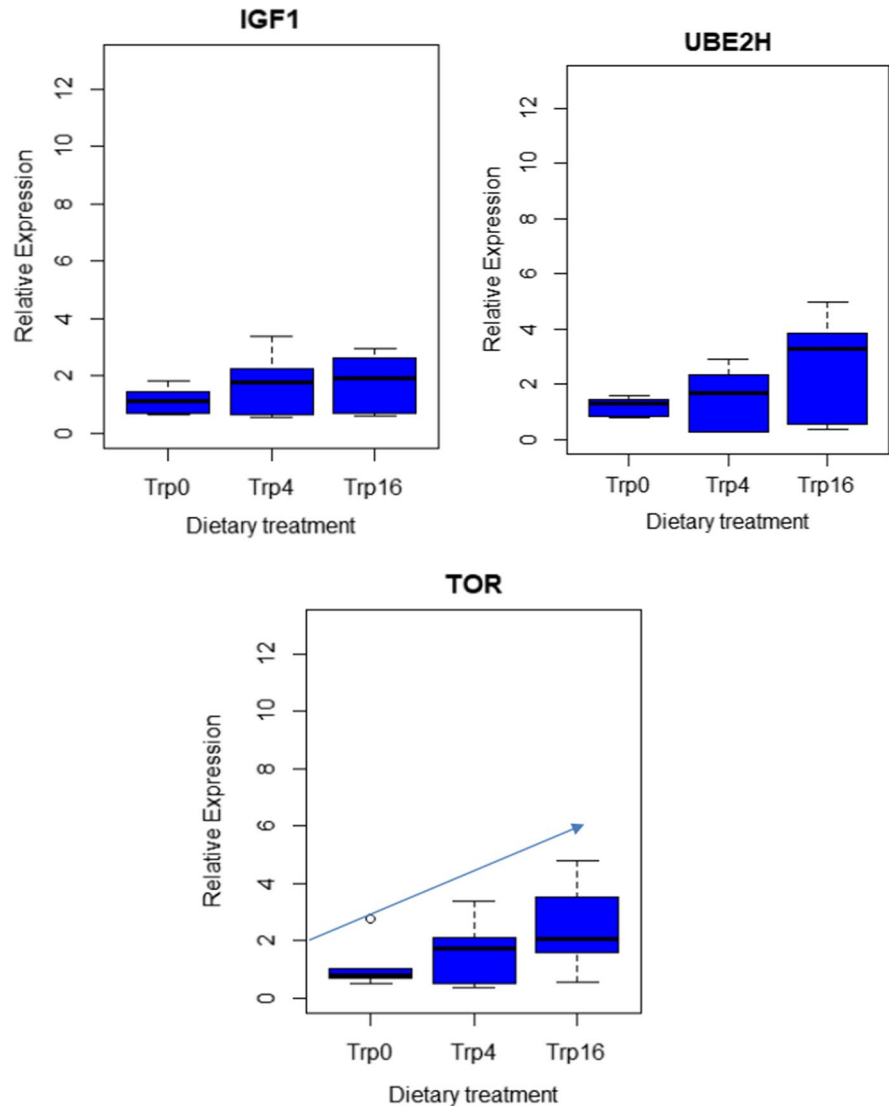 IGF1
Relative Expression
12
10
8
6
4
2
0
Trp0 Trp4 Trp16
Dietary treatment
UBE2H
Relative Expression
12
10
8
6
4
2
0
Trp0 Trp4 Trp16
Dietary treatment
TOR
Relative Expression
12
10
8
6
4
2
0
Trp0 Trp4 Trp16
Dietary treatment